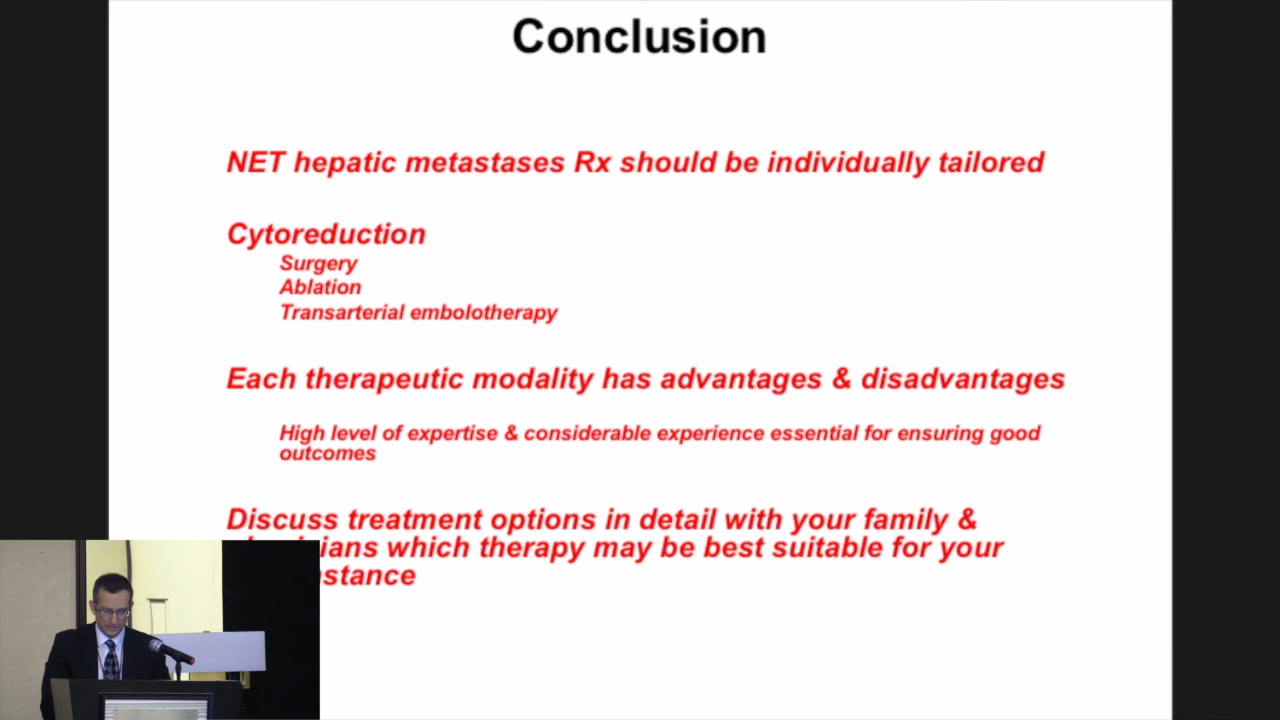 Conclusion
NET hepatic metastases Rx should be individually tailored
Cytoreduction
Surgery
Ablation
Transarterial embolotherapy
Each therapeutic modality has advantages & disadvantages
High level of expertise & considerable experience essential for ensuring good
outcomes
Discuss treatment options in detail with your family &
which therapy may be best suitable for your